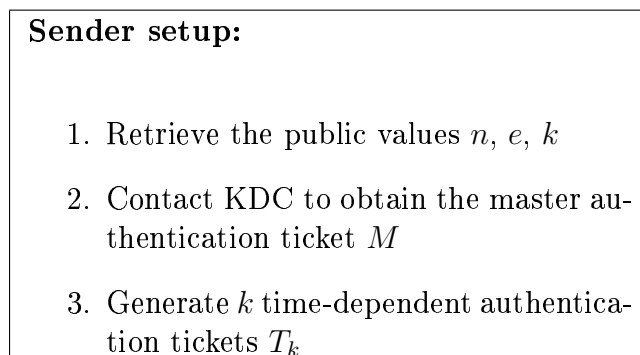 Sender setup:
1. Retrieve the public values n, e, k
2. Contact KDC to obtain the master au-
thentication ticket M
3. Generate k time-dependent authentica-
tion tickets T_k